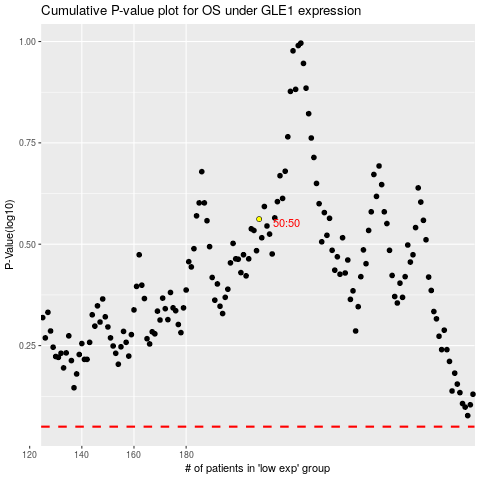 Cumulative P-value plot for OS under GLE1 expression
P-Value(log10)
1.00
0.75
0.50
0.25
50:50
120 140 160 180
# of patients in 'low exp' group